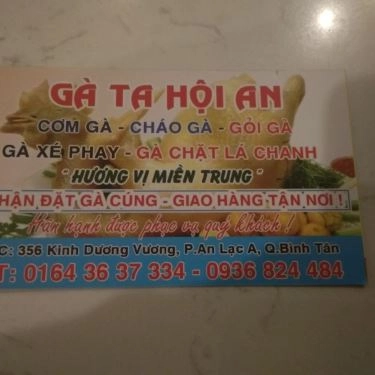 GÀ TA HỘI AN
CƠM GÀ - CHÁO GÀ - GỎI GÀ
GÀ XÉ PHAY - GÀ CHẶT LÁ CHANH
" HƯƠNG VỊ MIỀN TRUNG "
HẬN ĐẶT GÀ CÚNG - GIAO HÀNG TẬN NƠI !
Hân hạnh được phục vụ quý khách !
C: 356 Kinh Dương Vương, P.An Lạc A, Q.Bình Tân
T: 0164 36 37 334 - 0936 824 484